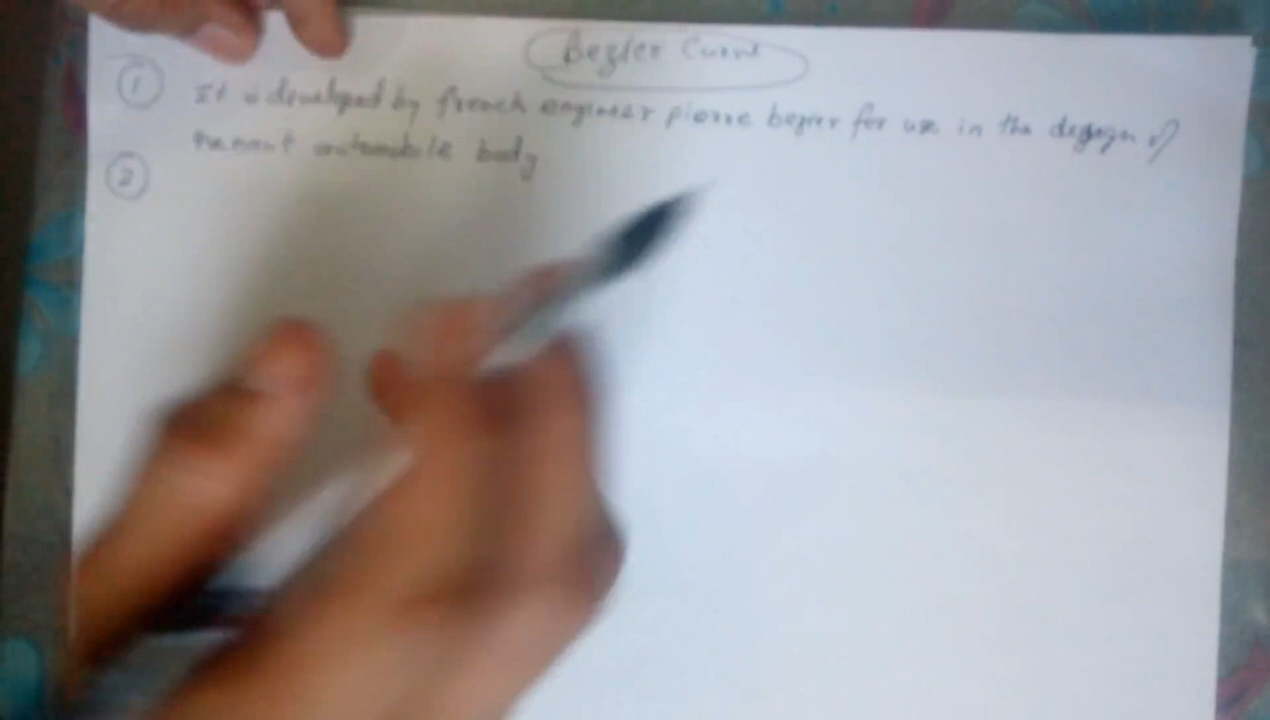 Bezier Curve
① It is developed by french engineer pierre bezier for use in the design of
Renault automobile body
②